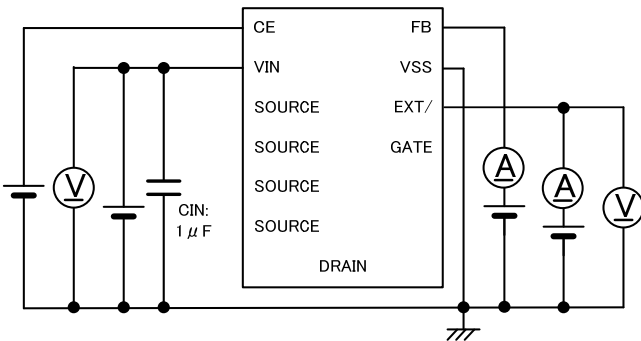 CE FB
VIN VSS
SOURCE EXT/
SOURCE GATE
SOURCE
SOURCE
DRAIN
V
CIN:
1μF
A
A
V